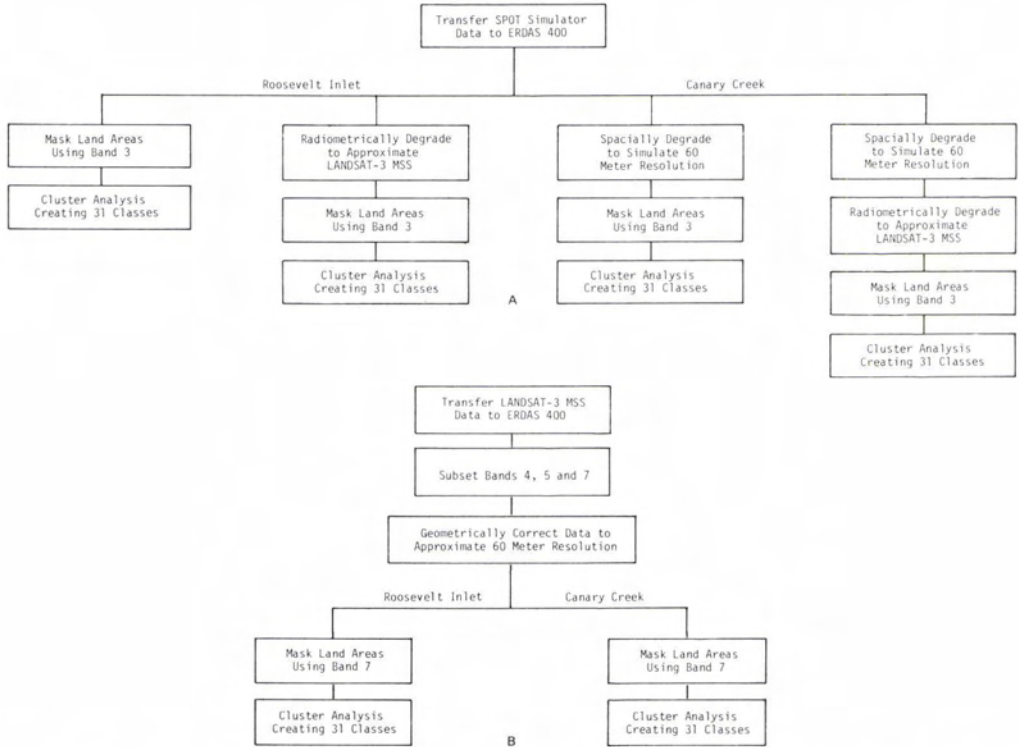 Transfer SPOT Simulator
Data to ERDAS 400
Roosevelt Inlet
Canary Creek
Mask Land Areas
Using Band 3
Cluster Analysis
Creating 31 Classes
Radiometrically Degrade
to Approximate
LANDSAT-3 MSS
Mask Land Areas
Using Band 3
Cluster Analysis
Creating 31 Classes
Spacially Degrade
to Simulate 60
Meter Resolution
Mask Land Areas
Using Band 3
Cluster Analysis
Creating 31 Classes
Spacially Degrade
to Simulate 60
Meter Resolution
Radiometrically Degrade
to Approximate
LANDSAT-3 MSS
Mask Land Areas
Using Band 3
Cluster Analysis
Creating 31 Classes
A
Transfer LANDSAT-3 MSS
Data to ERDAS 400
Subset Bands 4, 5 and 7
Geometrically Correct Data to
Approximate 60 Meter Resolution
Roosevelt Inlet
Canary Creek
Mask Land Areas
Using Band 7
Cluster Analysis
Creating 31 Classes
Mask Land Areas
Using Band 7
Cluster Analysis
Creating 31 Classes
B